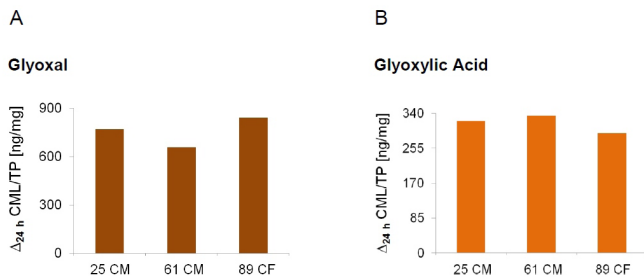 A
Glyoxal
Δ24 h CML/TP [ng/mg]
900
600
300
0
25 CM 61 CM 89 CF
B
Glyoxylic Acid
Δ24 h CML/TP [ng/mg]
340
255
170
85
0
25 CM 61 CM 89 CF